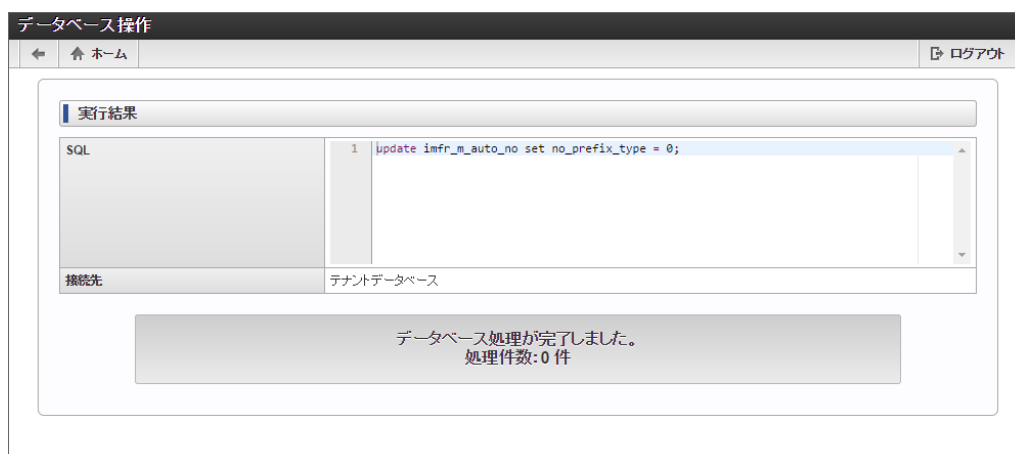 データベース操作
ホーム
ログアウト
実行結果
SQL
1 update imfr_m_auto_no set no_prefix_type = 0;
接続先
テナントデータベース
データベース処理が完了しました。
処理件数: 0 件